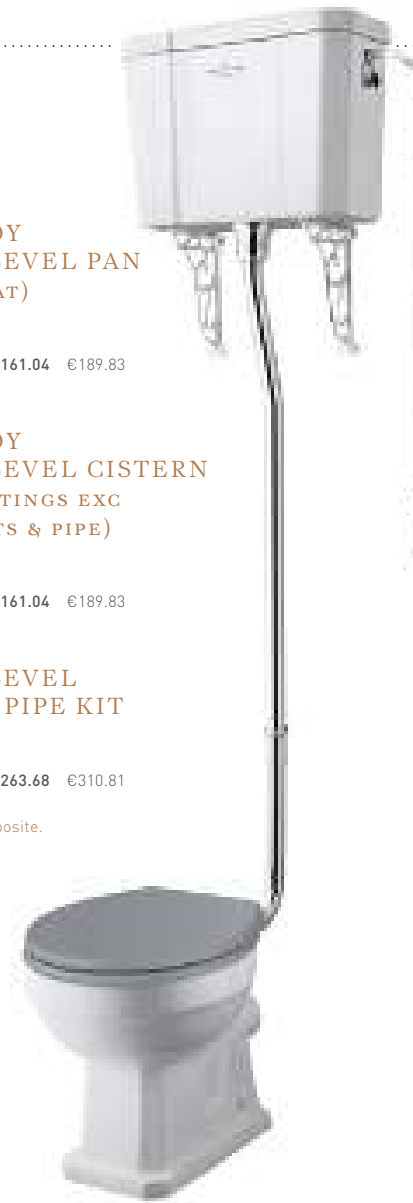 DY
EVEL PAN
AT)
161.04 €189.83
DY
EVEL CISTERN
TINGS EXC
TS & PIPE)
161.04 €189.83
EVEL
PIPE KIT
263.68 €310.81
posite.